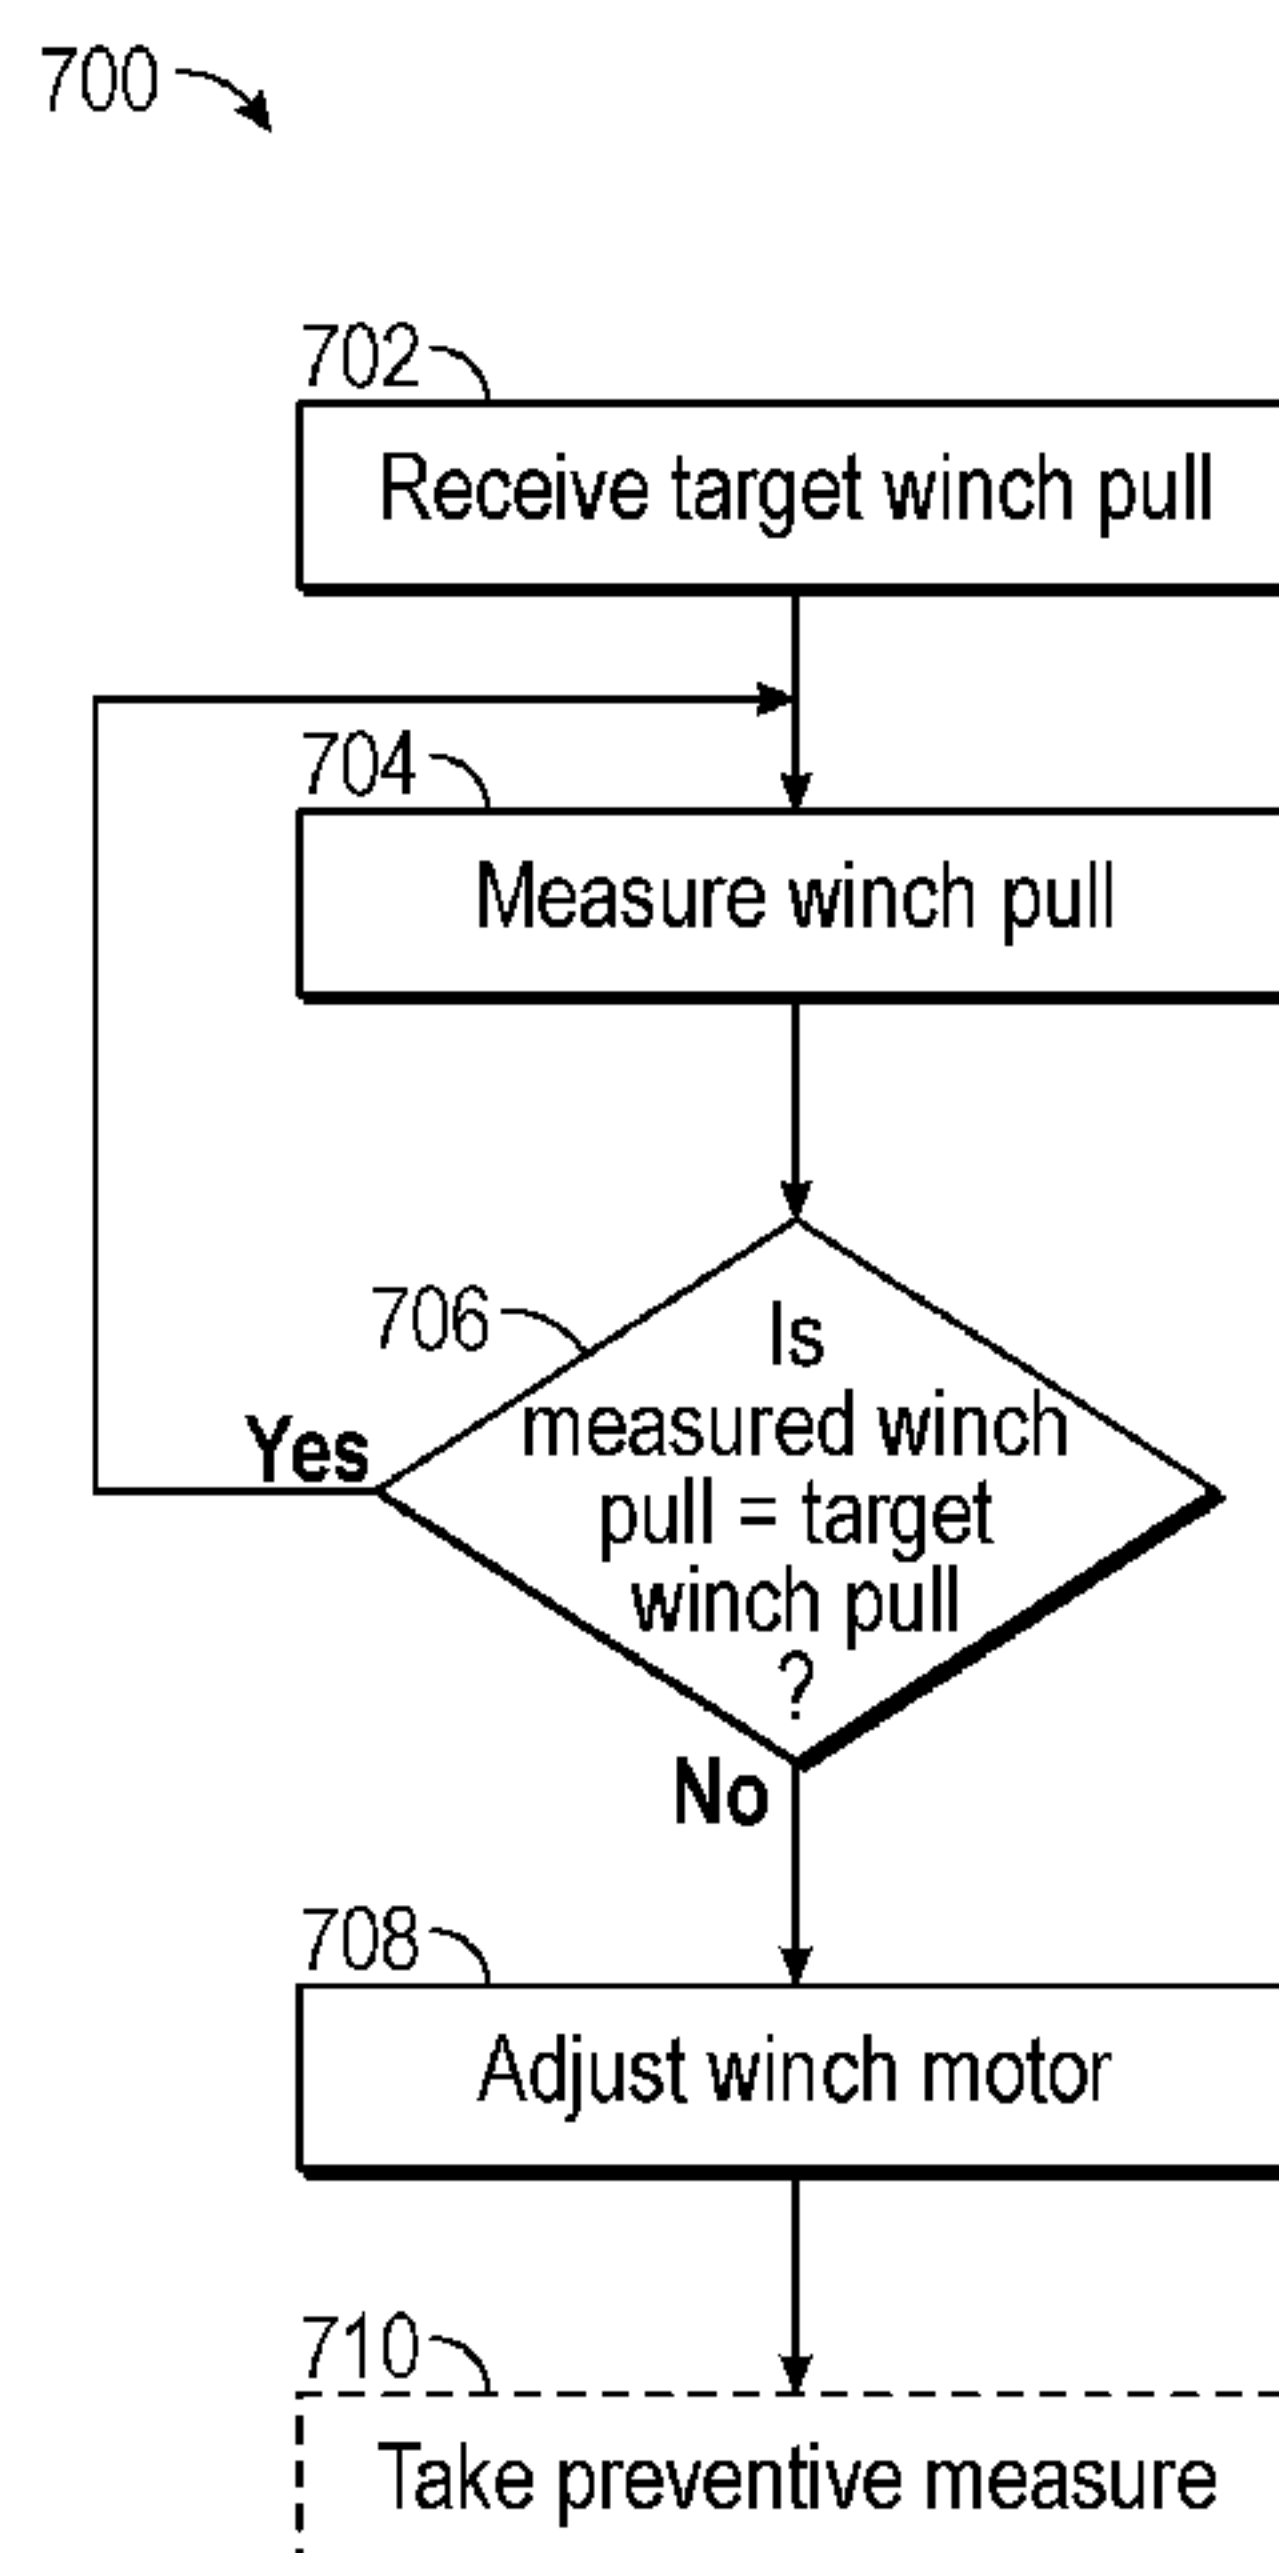 700
702
Receive target winch pull
704
Measure winch pull
706
Is
measured winch
pull = target
winch pull
?
Yes
No
708
Adjust winch motor
710
Take preventive measure